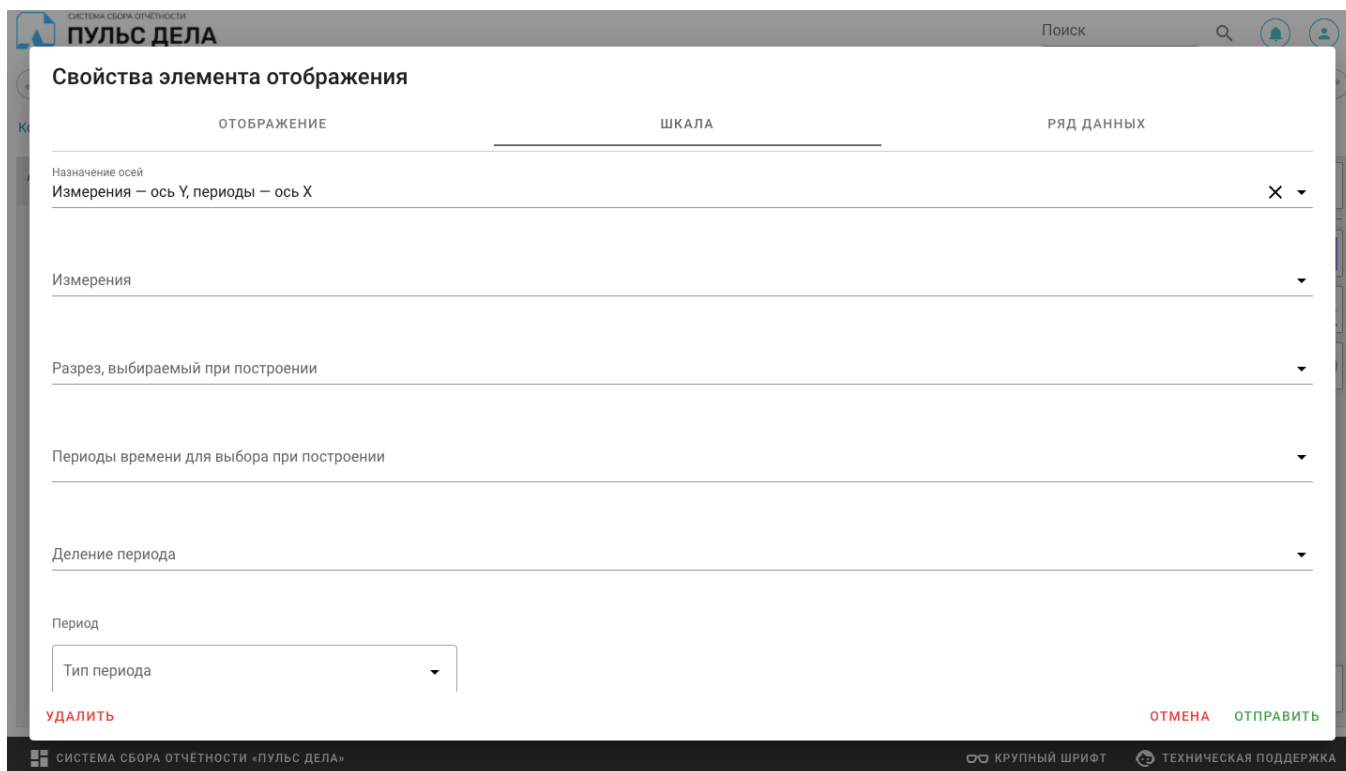 СИСТЕМА СБОРА ОТЧЁТНОСТИ
ПУЛЬС ДЕЛА
Поиск
Свойства элемента отображения
ОТОБРАЖЕНИЕ ШКАЛА РЯД ДАННЫХ
Назначение осей
Измерения — ось Y, периоды — ось X
Измерения
Разрез, выбираемый при построении
Периоды времени для выбора при построении
Деление периода
Период
Тип периода
УДАЛИТЬ ОТМЕНА ОТПРАВИТЬ
СИСТЕМА СБОРА ОТЧЁТНОСТИ «ПУЛЬС ДЕЛА» КРУПНЫЙ ШРИФТ ТЕХНИЧЕСКАЯ ПОДДЕРЖКА